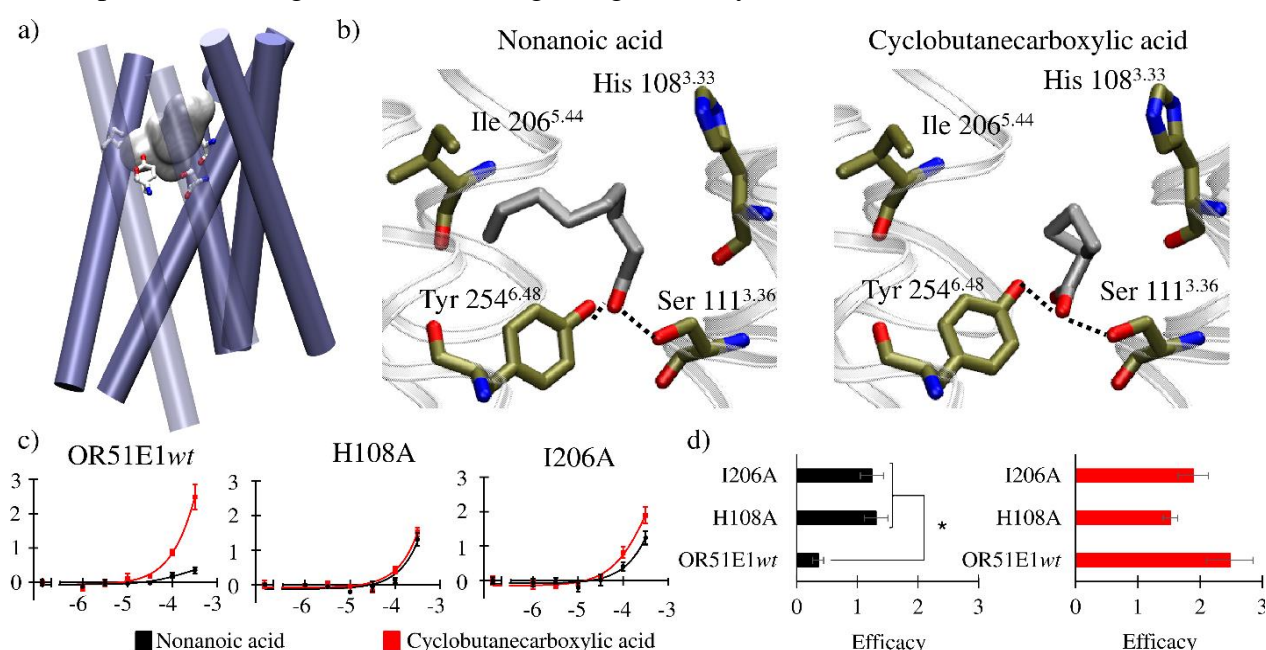 a)
b)
Nonanoic acid
Cyclobutanecarboxylic acid
His 108^3.33
Ile 206^5.44
Tyr 254^6.48
Ser 111^3.36
His 108^3.33
Ile 206^5.44
Tyr 254^6.48
Ser 111^3.36
c)
OR51E1wt
H108A
I206A
3
2
1
0
-6 -5 -4 -3
3
2
1
0
-6 -5 -4 -3
3
2
1
0
-6 -5 -4 -3
Nonanoic acid
Cyclobutanecarboxylic acid
d)
I206A
H108A
OR51E1wt
*
0 1 2 3
Efficacy
I206A
H108A
OR51E1wt
0 1 2 3
Efficacy